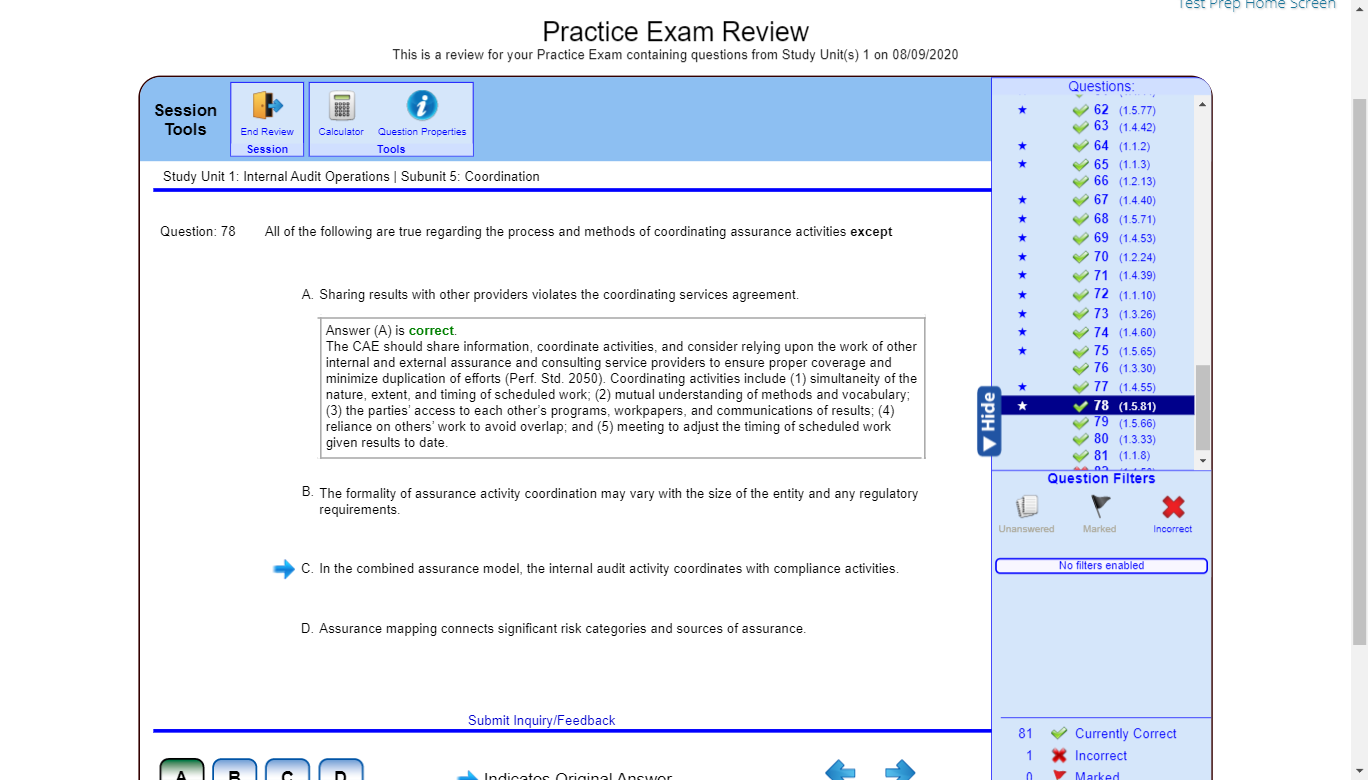 Test Prep Home Screen
Practice Exam Review
This is a review for your Practice Exam containing questions from Study Unit(s) 1 on 08/09/2020
Session Tools
End Review
Session
Calculator
Question Properties
Tools
Study Unit 1: Internal Audit Operations | Subunit 5: Coordination
Question: 78 All of the following are true regarding the process and methods of coordinating assurance activities except
A. Sharing results with other providers violates the coordinating services agreement.
Answer (A) is correct.
The CAE should share information, coordinate activities, and consider relying upon the work of other
internal and external assurance and consulting service providers to ensure proper coverage and
minimize duplication of efforts (Perf. Std. 2050). Coordinating activities include (1) simultaneity of the
nature, extent, and timing of scheduled work; (2) mutual understanding of methods and vocabulary;
(3) the parties' access to each other's programs, workpapers, and communications of results; (4)
reliance on others' work to avoid overlap; and (5) meeting to adjust the timing of scheduled work
given results to date.
B. The formality of assurance activity coordination may vary with the size of the entity and any regulatory
requirements.
C. In the combined assurance model, the internal audit activity coordinates with compliance activities.
D. Assurance mapping connects significant risk categories and sources of assurance.
Submit Inquiry/Feedback
A B C D
Indicates Original Answer
Hide
Questions:
62 (1.5.77)
63 (1.4.42)
64 (1.1.2)
65 (1.1.3)
66 (1.2.13)
67 (1.4.40)
68 (1.5.71)
69 (1.4.53)
70 (1.2.24)
71 (1.4.39)
72 (1.1.10)
73 (1.3.26)
74 (1.4.60)
75 (1.5.65)
76 (1.3.30)
77 (1.4.55)
78 (1.5.81)
79 (1.5.66)
80 (1.3.33)
81 (1.1.8)
Question Filters
Unanswered
Marked
Incorrect
No filters enabled
81 Currently Correct
1 Incorrect
0 Marked